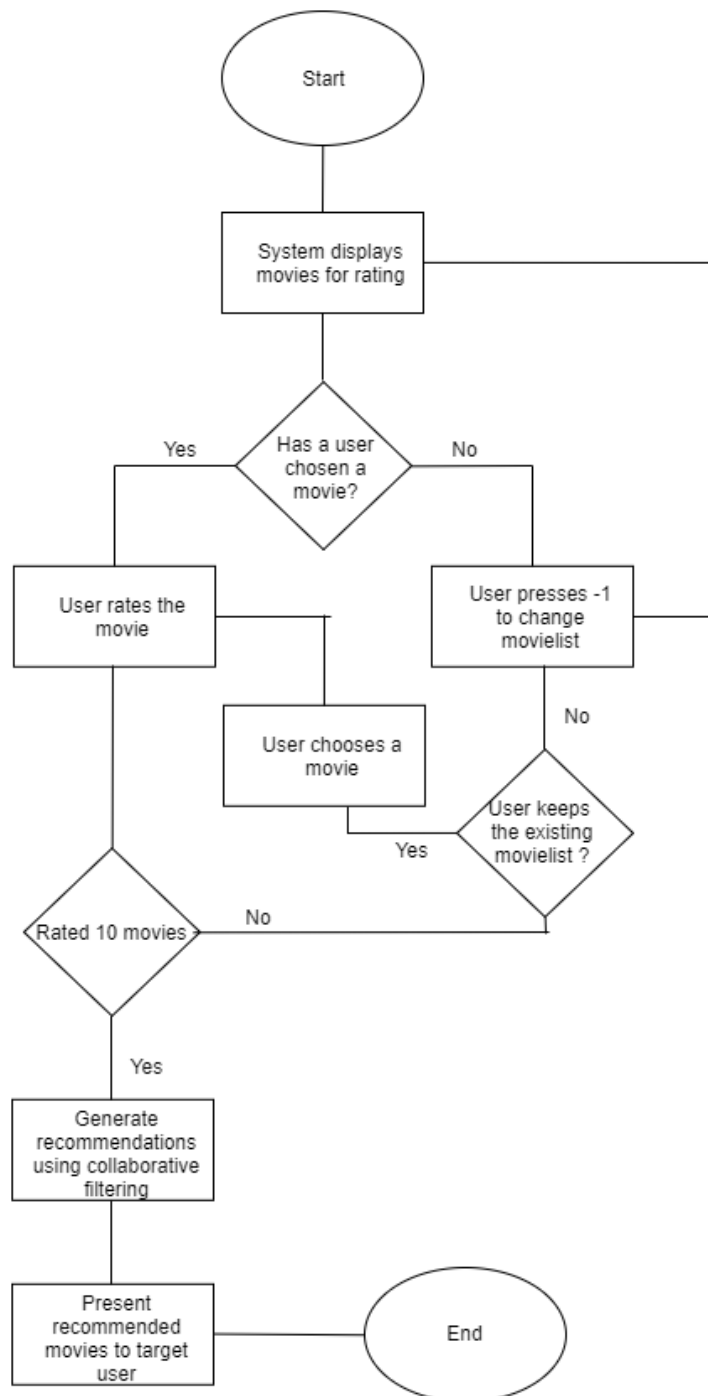 Start
System displays
movies for rating
Yes
Has a user
chosen a
movie?
No
User rates the
movie
User presses -1
to change
movielist
No
User chooses a
movie
User keeps
the existing
movielist ?
Yes
Rated 10 movies
No
Yes
Generate
recommendations
using collaborative
filtering
Present
recommended
movies to target
user
End